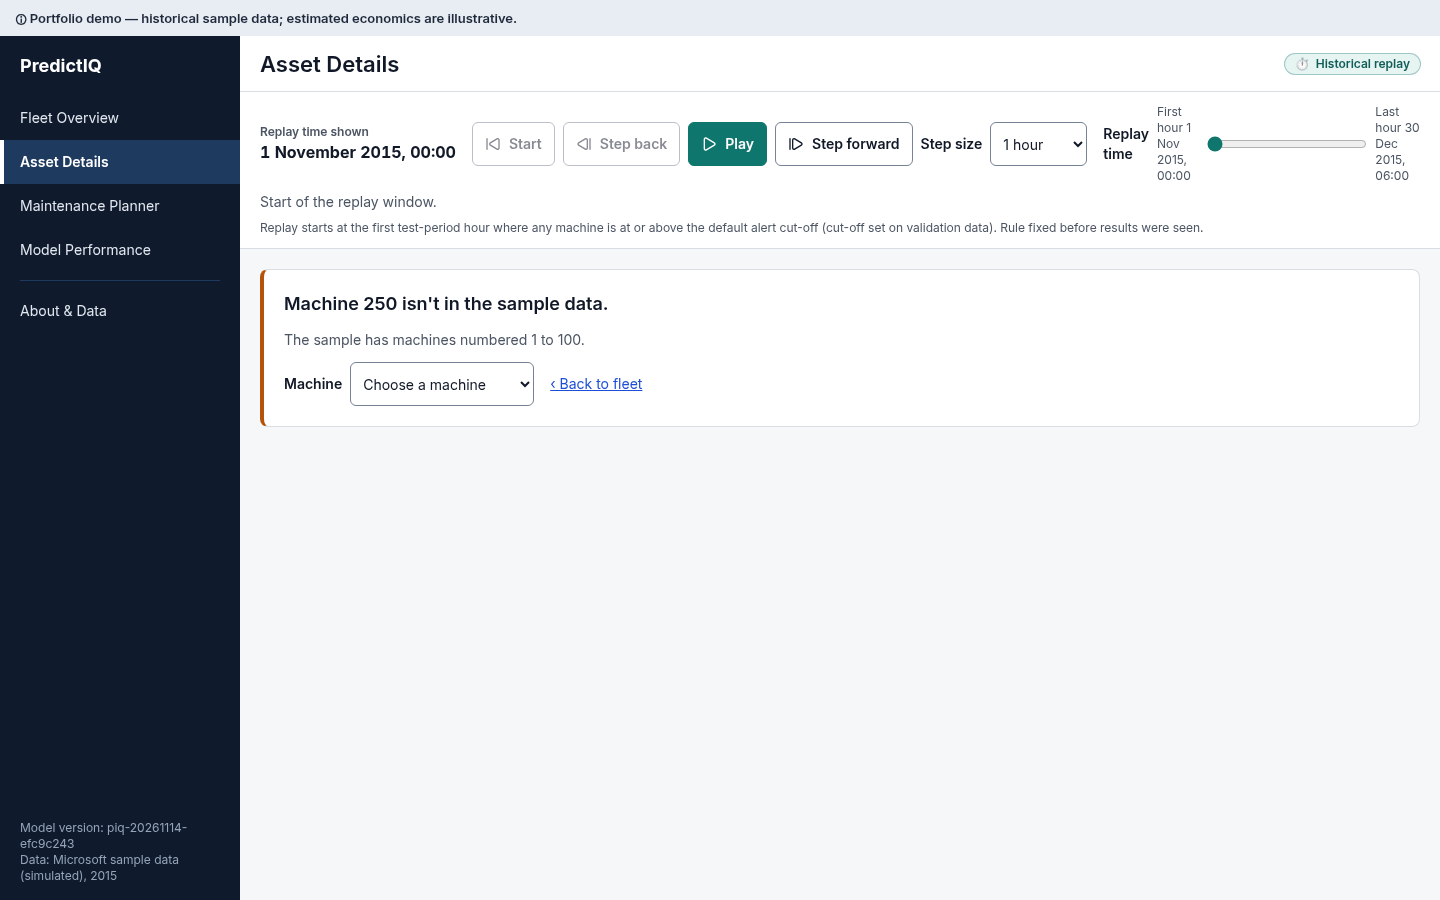 Portfolio demo — historical sample data; estimated economics are illustrative.
PredictIQ
Fleet Overview
Asset Details
Maintenance Planner
Model Performance
About & Data
Model version: piq-20261114-
efc9c243
Data: Microsoft sample data
(simulated), 2015
Asset Details
Historical replay
Replay time shown
1 November 2015, 00:00
Start
Step back
Play
Step forward
Step size
1 hour
Replay
time
First
hour 1
Nov
2015,
00:00
Last
hour 30
Dec
2015,
06:00
Start of the replay window.
Replay starts at the first test-period hour where any machine is at or above the default alert cut-off (cut-off set on validation data). Rule fixed before results were seen.
Machine 250 isn't in the sample data.
The sample has machines numbered 1 to 100.
Machine
Choose a machine
‹ Back to fleet